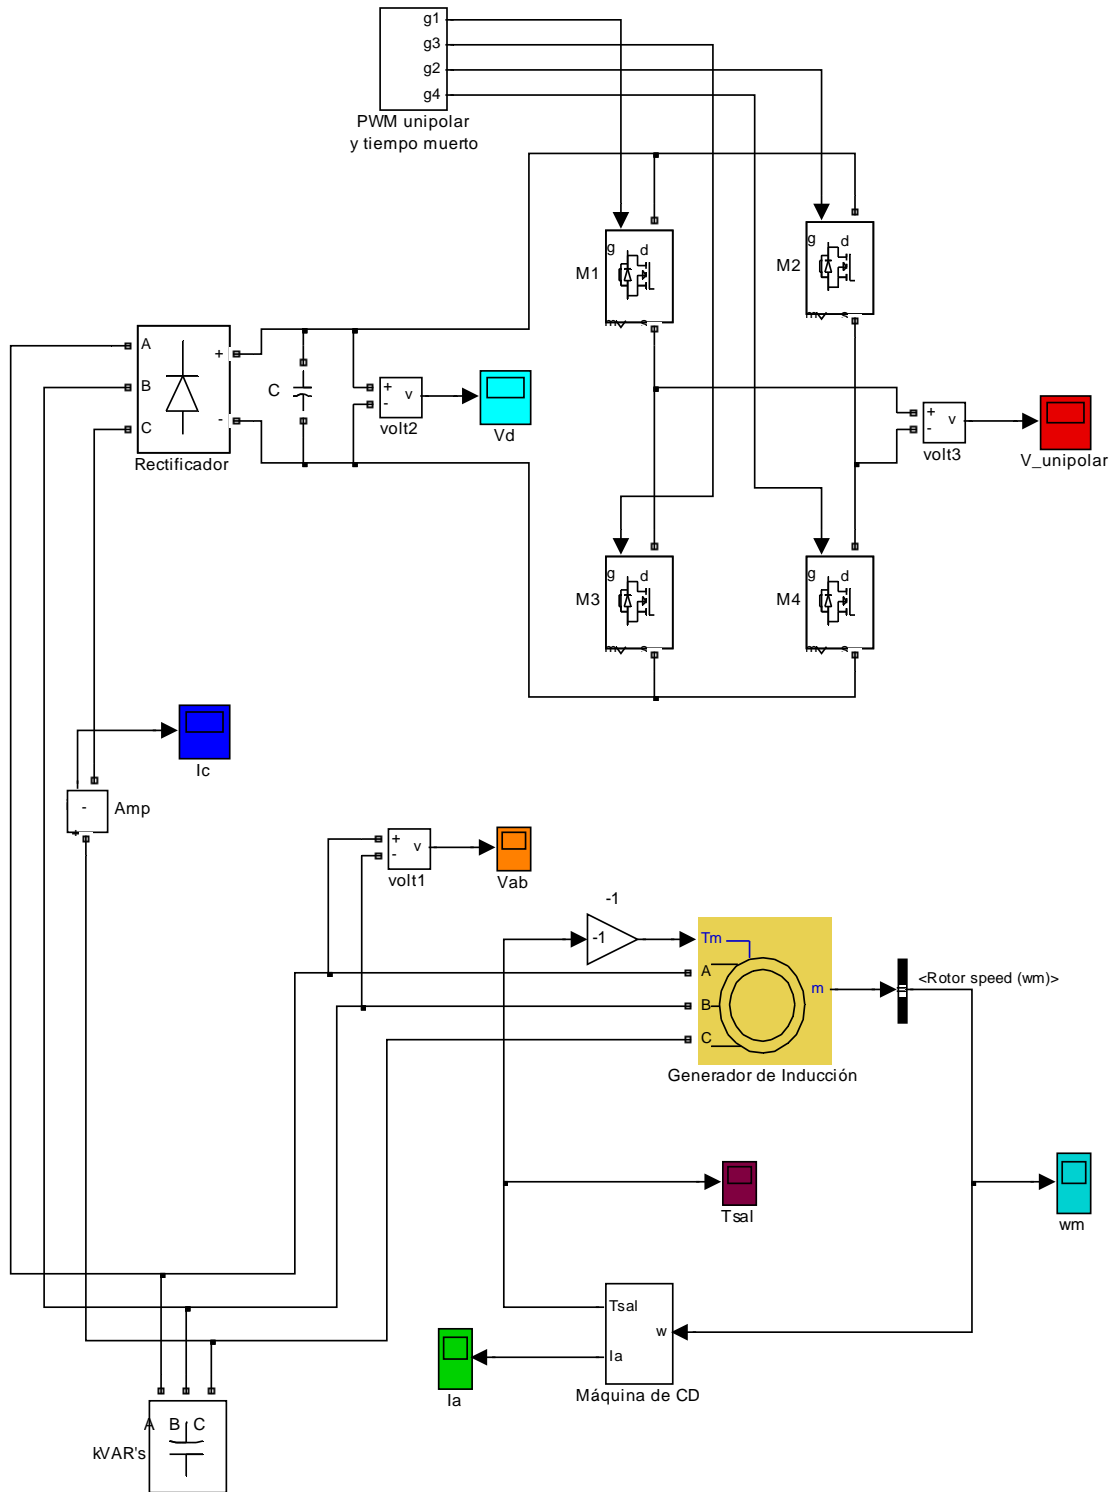 g1
g3
g2
g4
PWM unipolar
y tiempo muerto
g d
M1
g d
M2
A
B
C
+
-
Rectificador
C
+
-
v
volt2
Vd
+
-
v
volt3
V_unipolar
g d
M3
g d
M4
Ic
-
+
Amp
+
-
v
volt1
Vab
-1
-1
Tm
A
B
C
m
Generador de Inducción
<Rotor speed (wm)>
Tsal
wm
Tsal
Ia
w
Máquina de CD
Ia
A B C
kVAR's